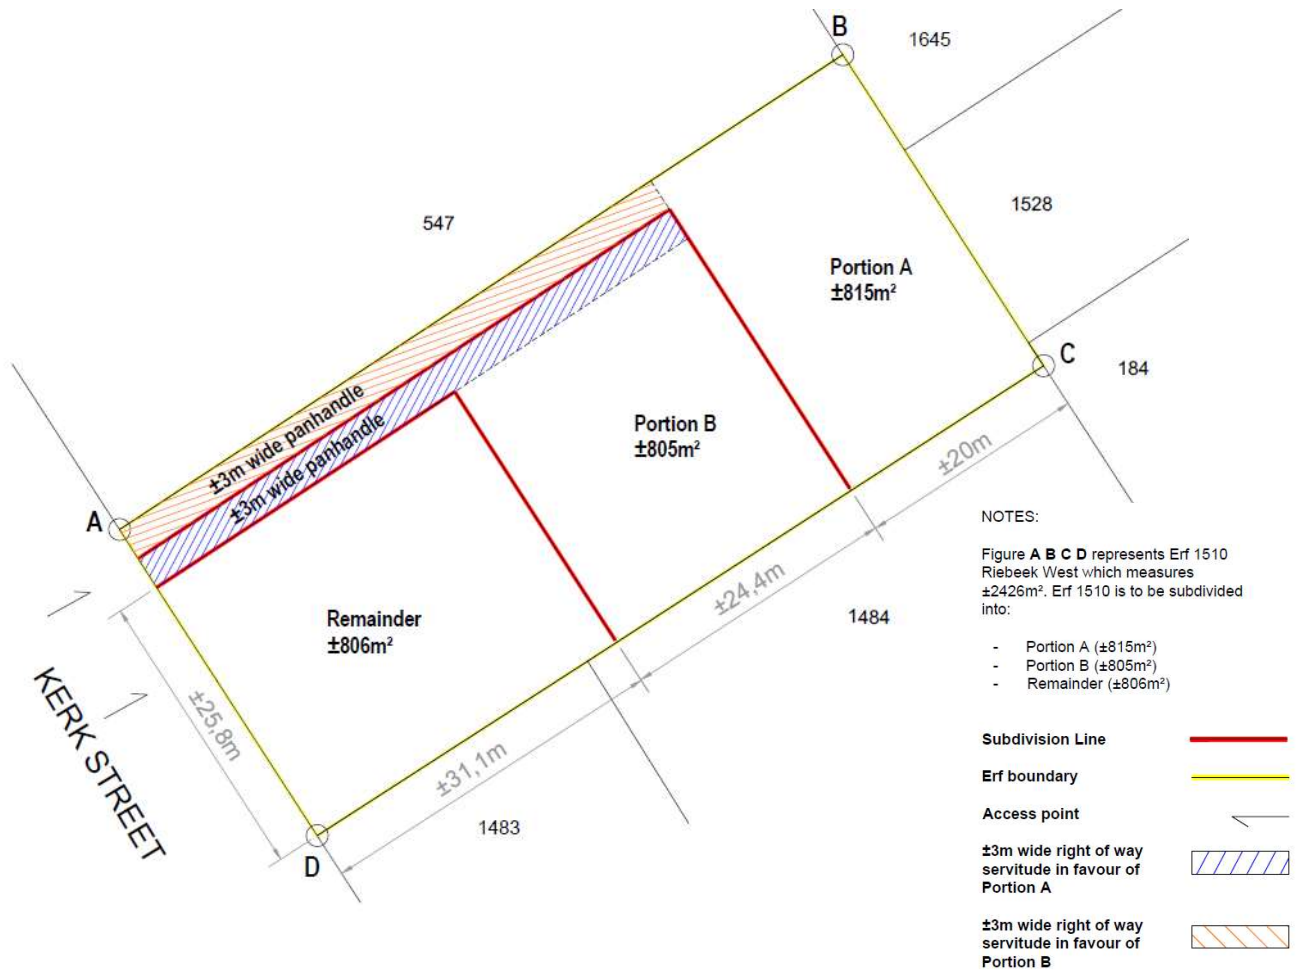 B
1645
547
1528
Portion A
±815m²
C
184
±3m wide panhandle
±3m wide panhandle
Portion B
±805m²
±20m
A
±24,4m
1484
Remainder
±806m²
KERK STREET
±25,8m
±31,1m
1483
D
NOTES:
Figure A B C D represents Erf 1510
Riebeek West which measures
±2426m². Erf 1510 is to be subdivided
into:
- Portion A (±815m²)
- Portion B (±805m²)
- Remainder (±806m²)
Subdivision Line
Erf boundary
Access point
±3m wide right of way
servitude in favour of
Portion A
±3m wide right of way
servitude in favour of
Portion B